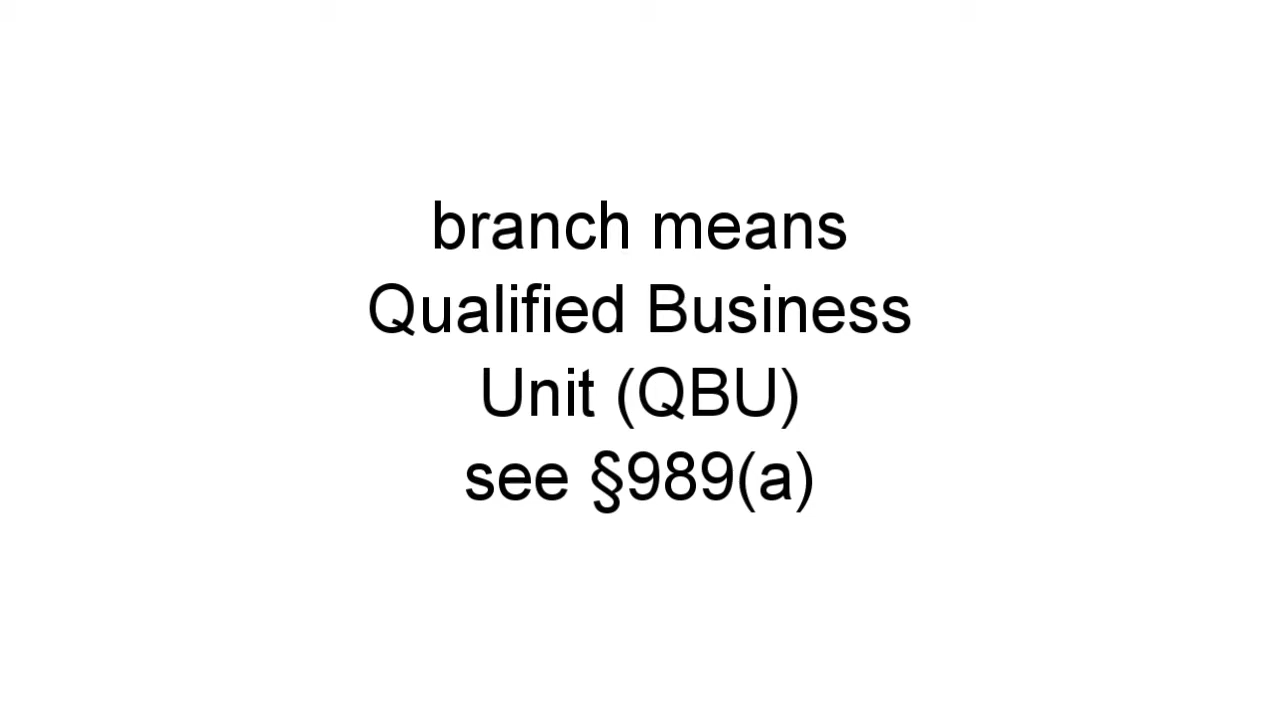 branch means
Qualified Business
Unit (QBU)
see §989(a)